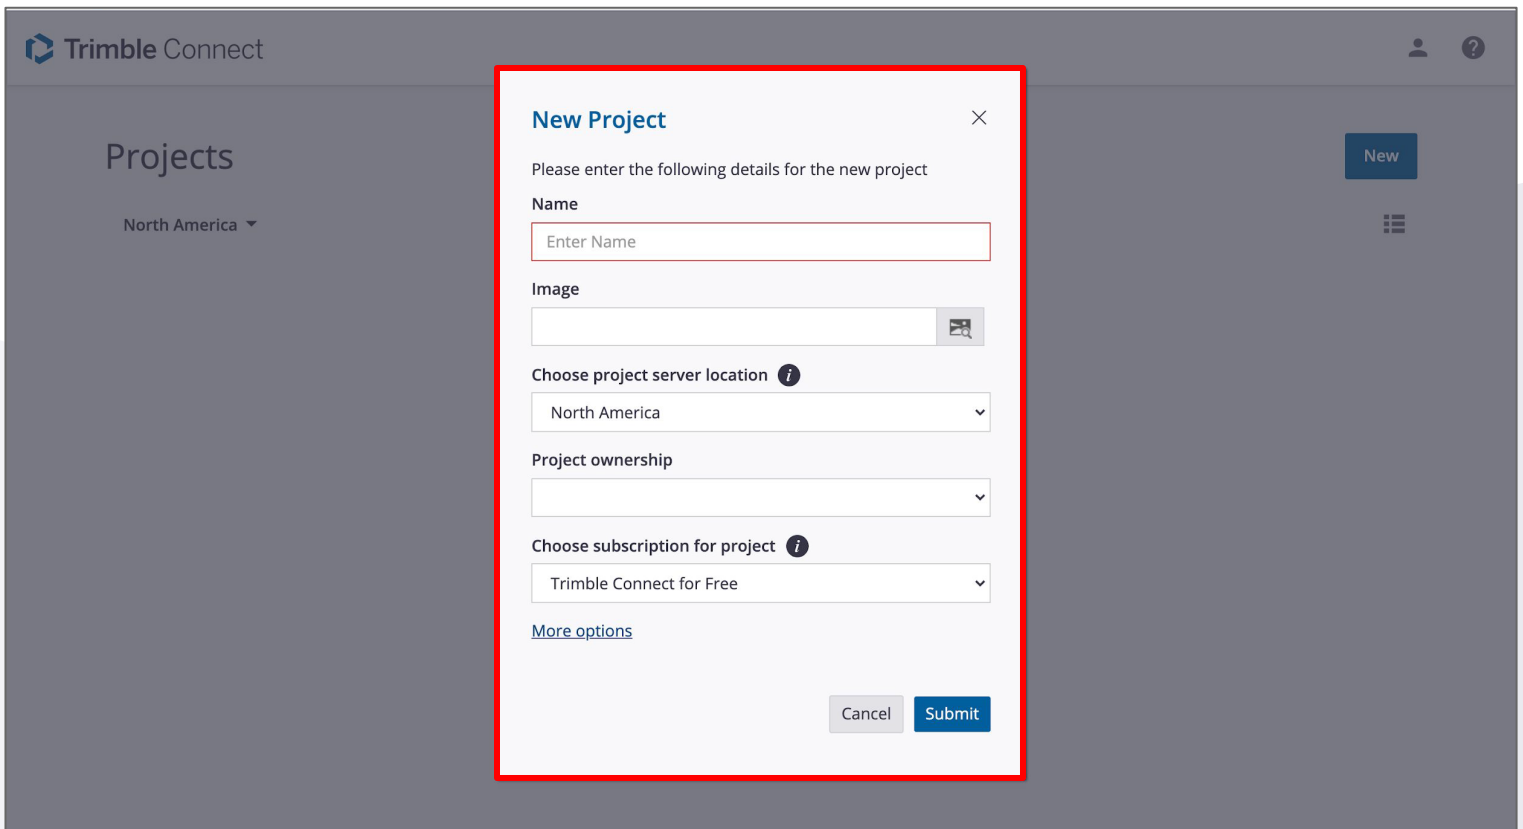 Trimble Connect
Projects
New
North America
New Project
Please enter the following details for the new project
Name
Enter Name
Image
Choose project server location i
North America
Project ownership
Choose subscription for project i
Trimble Connect for Free
More options
Cancel Submit